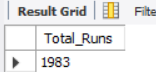 Result Grid Filte
Total_Runs
1983